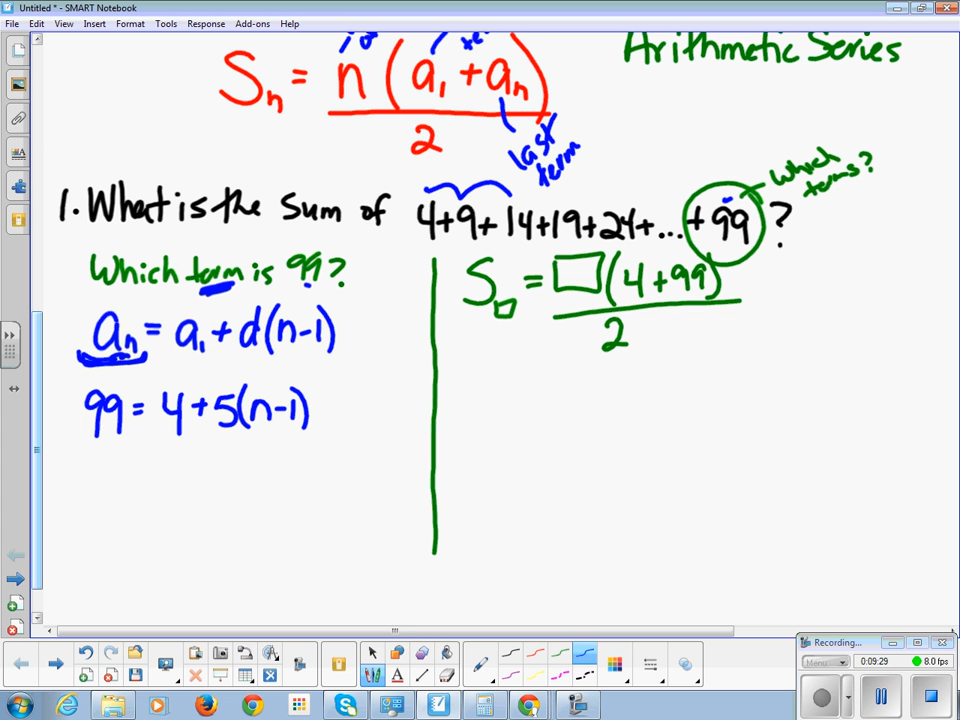 Untitled * - SMART Notebook
File Edit View Insert Format Tools Response Add-ons Help
Arithmetic Series
Sn = n(a1 + an)
2
last
term
Which
terms?
1. What is the sum of 4+9+14+19+24+...+99?
Which term is 99?
S□ = □(4+99)
2
an = a1 + d(n-1)
99 = 4+5(n-1)
Recording...
Menu
0:09:29
8.0 fps